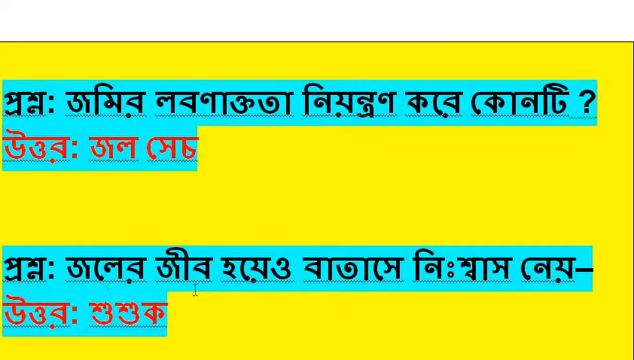 প্রশ্ন: জমির লবণাক্ততা নিয়ন্ত্রণ করে কোনটি ?
উত্তর: জল সেচ
প্রশ্ন: জলের জীব হয়েও বাতাসে নিঃশ্বাস নেয়–
উত্তর: শুশুক